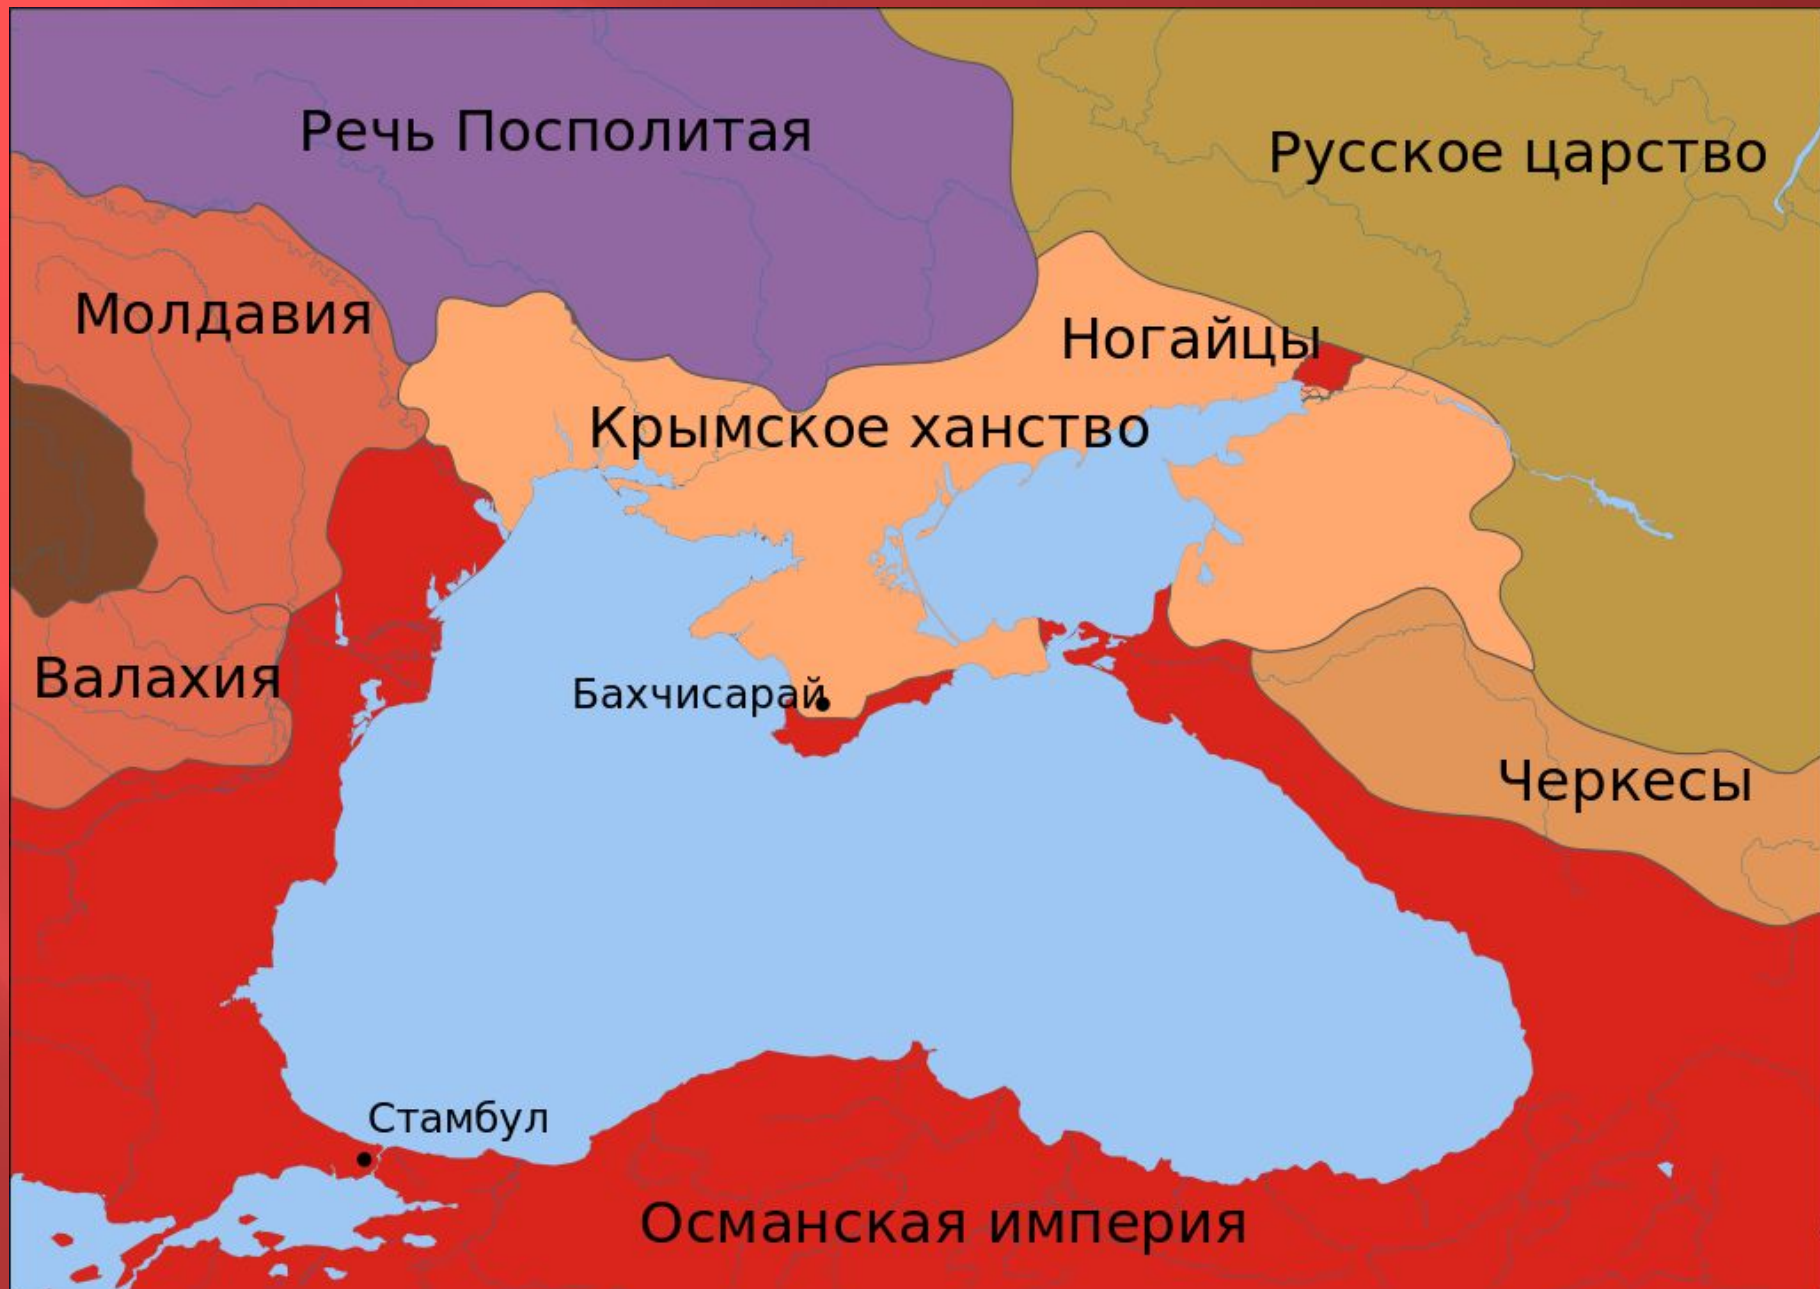 Речь Посполитая
Русское царство
Молдавия
Ногайцы
Крымское ханство
Валахия
Бахчисарай
Черкесы
Стамбул
Османская империя